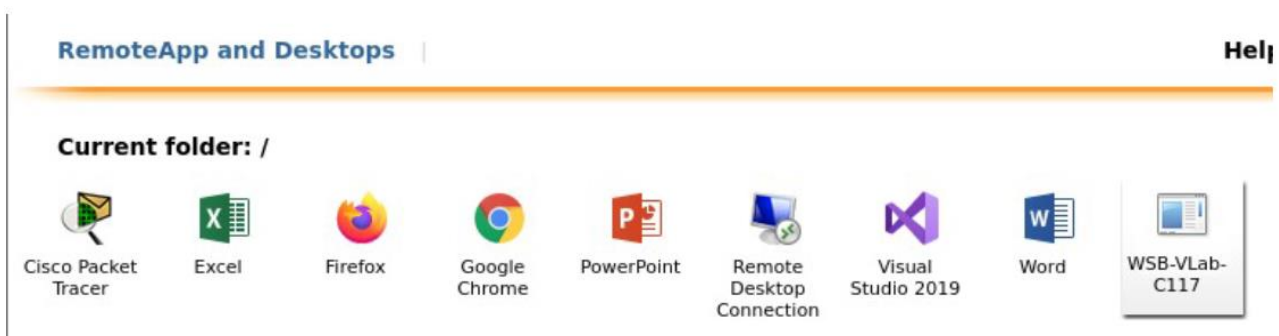 RemoteApp and Desktops
Help
Current folder: /
Cisco Packet
Tracer
Excel
Firefox
Google
Chrome
PowerPoint
Remote
Desktop
Connection
Visual
Studio 2019
Word
WSB-VLab-
C117